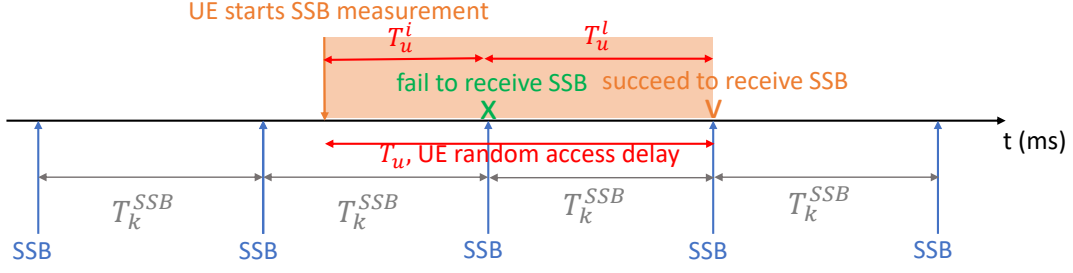 UE starts SSB measurement
T_u^i
T_u^l
fail to receive SSB
succeed to receive SSB
X
V
t (ms)
T_u, UE random access delay
T_k^{SSB}
T_k^{SSB}
T_k^{SSB}
T_k^{SSB}
SSB
SSB
SSB
SSB
SSB